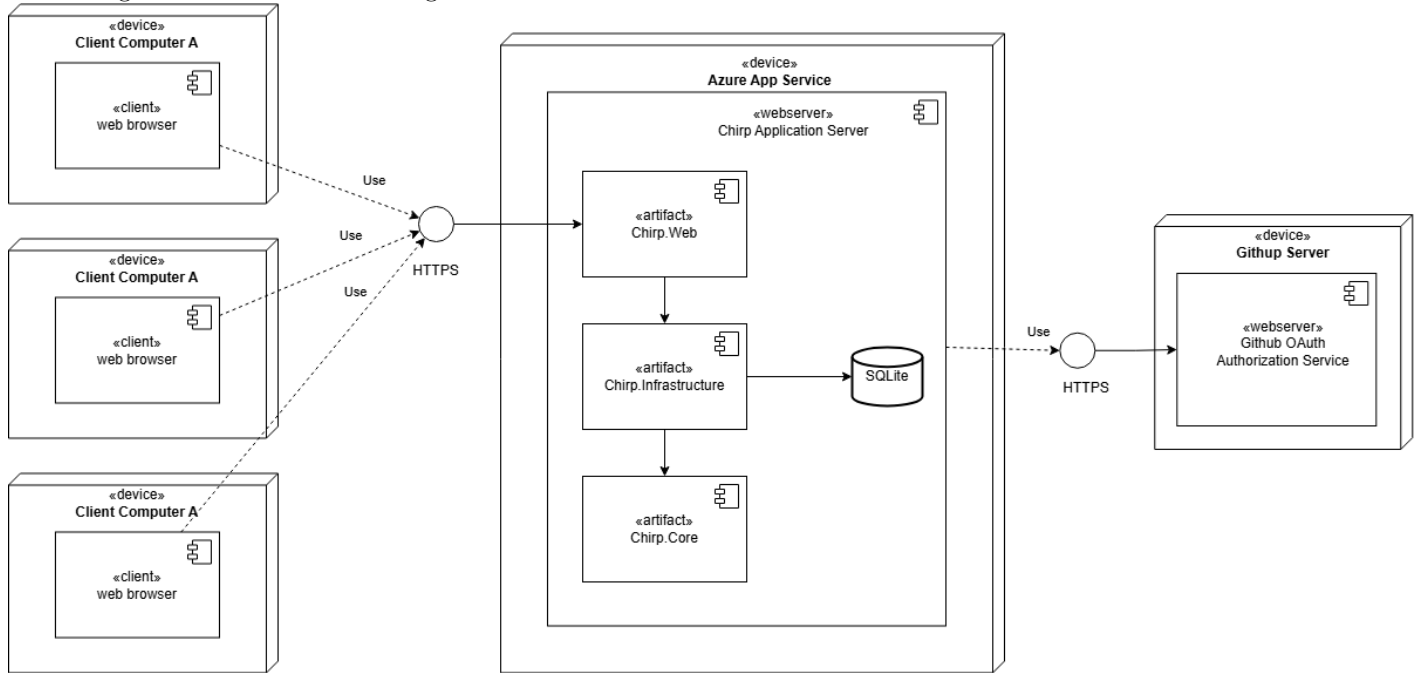 «device»
Client Computer A
«client»
web browser
«device»
Client Computer A
«client»
web browser
«device»
Client Computer A
«client»
web browser
Use
Use
Use
HTTPS
«device»
Azure App Service
«webserver»
Chirp Application Server
«artifact»
Chirp.Web
«artifact»
Chirp.Infrastructure
SQLite
«artifact»
Chirp.Core
Use
HTTPS
«device»
Githup Server
«webserver»
Github OAuth
Authorization Service